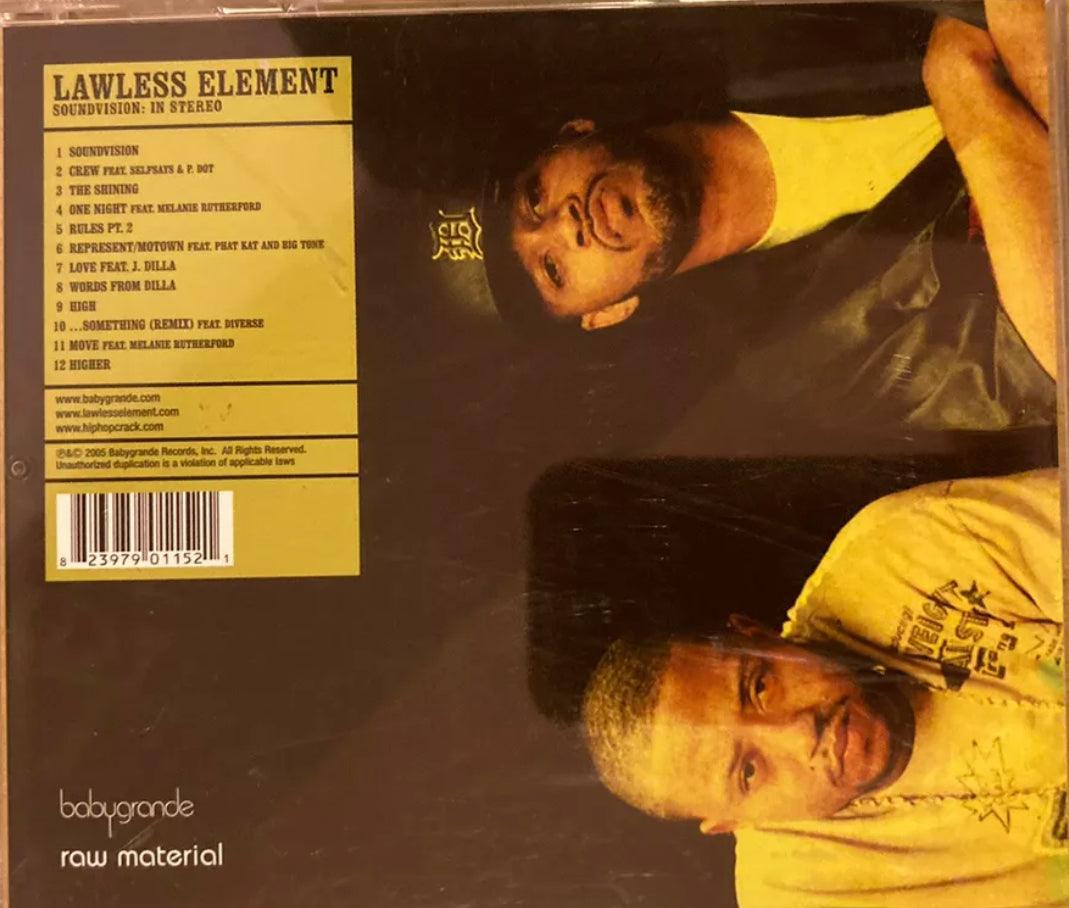 LAWLESS ELEMENT
SOUNDVISION: IN STEREO
1 SOUNDVISION
2 CREW FEAT. SELFSAYS & P. DOT
3 THE SHINING
4 ONE NIGHT FEAT. MELANIE RUTHERFORD
5 RULES PT. 2
6 REPRESENT/MOTOWN FEAT. PHAT KAT AND BIG TONE
7 LOVE FEAT. J. DILLA
8 WORDS FROM DILLA
9 HIGH
10 ...SOMETHING (REMIX) FEAT. DIVERSE
11 MOVE FEAT. MELANIE RUTHERFORD
12 HIGHER
www.babygrande.com
www.lawlesselement.com
www.hiphopcrack.com
℗&© 2005 Babygrande Records, Inc. All Rights Reserved.
Unauthorized duplication is a violation of applicable laws
8 23979 01152 1
babygrande
raw material